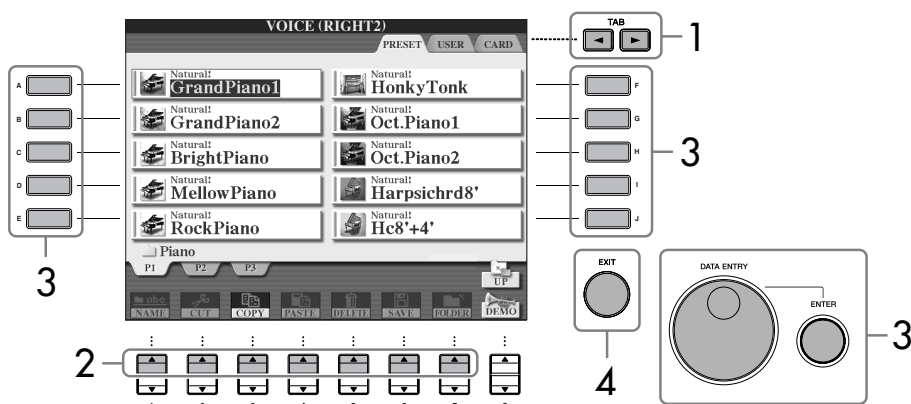 VOICE (RIGHT2)
PRESET USER CARD
TAB
1
A
B
C
D
E
3
Natural!
GrandPiano1
Natural!
GrandPiano2
Natural!
BrightPiano
Natural!
MellowPiano
Natural!
RockPiano
Natural!
HonkyTonk
Natural!
Oct.Piano1
Natural!
Oct.Piano2
Natural!
Harpsichrd8'
Natural!
Hc8'+4'
F
G
H
I
J
3
Piano
P1 P2 P3
UP
abc
NAME CUT COPY PASTE DELETE SAVE FOLDER DEMO
2
EXIT
4
DATA ENTRY
ENTER
3